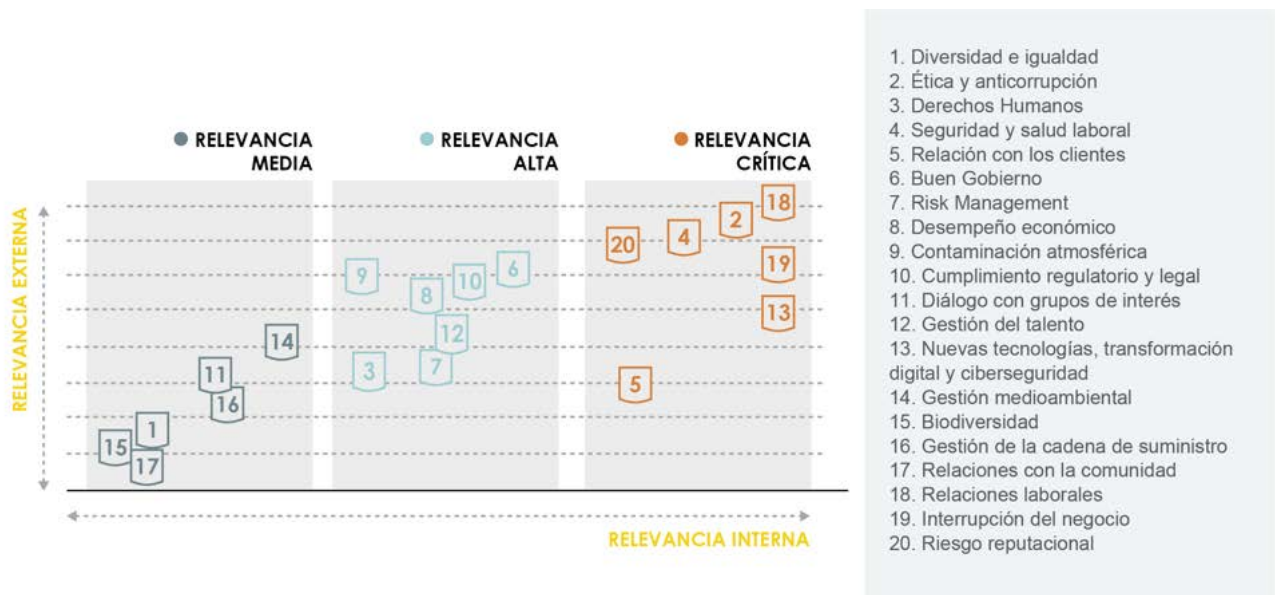 RELEVANCIA
MEDIA
RELEVANCIA
ALTA
RELEVANCIA
CRÍTICA
RELEVANCIA EXTERNA
18
2
4
20
19
6
9
10
8
13
12
14
7
3
11
5
16
1
15
17
RELEVANCIA INTERNA
1. Diversidad e igualdad
2. Ética y anticorrupción
3. Derechos Humanos
4. Seguridad y salud laboral
5. Relación con los clientes
6. Buen Gobierno
7. Risk Management
8. Desempeño económico
9. Contaminación atmosférica
10. Cumplimiento regulatorio y legal
11. Diálogo con grupos de interés
12. Gestión del talento
13. Nuevas tecnologías, transformación
digital y ciberseguridad
14. Gestión medioambiental
15. Biodiversidad
16. Gestión de la cadena de suministro
17. Relaciones con la comunidad
18. Relaciones laborales
19. Interrupción del negocio
20. Riesgo reputacional